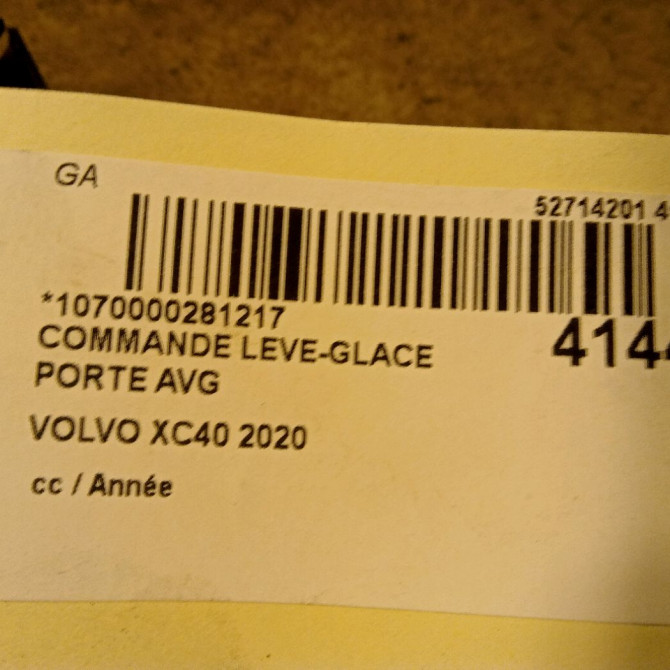 GA
52714201 4
*1070000281217
COMMANDE LEVE-GLACE
414
PORTE AVG
VOLVO XC40 2020
cc / Année